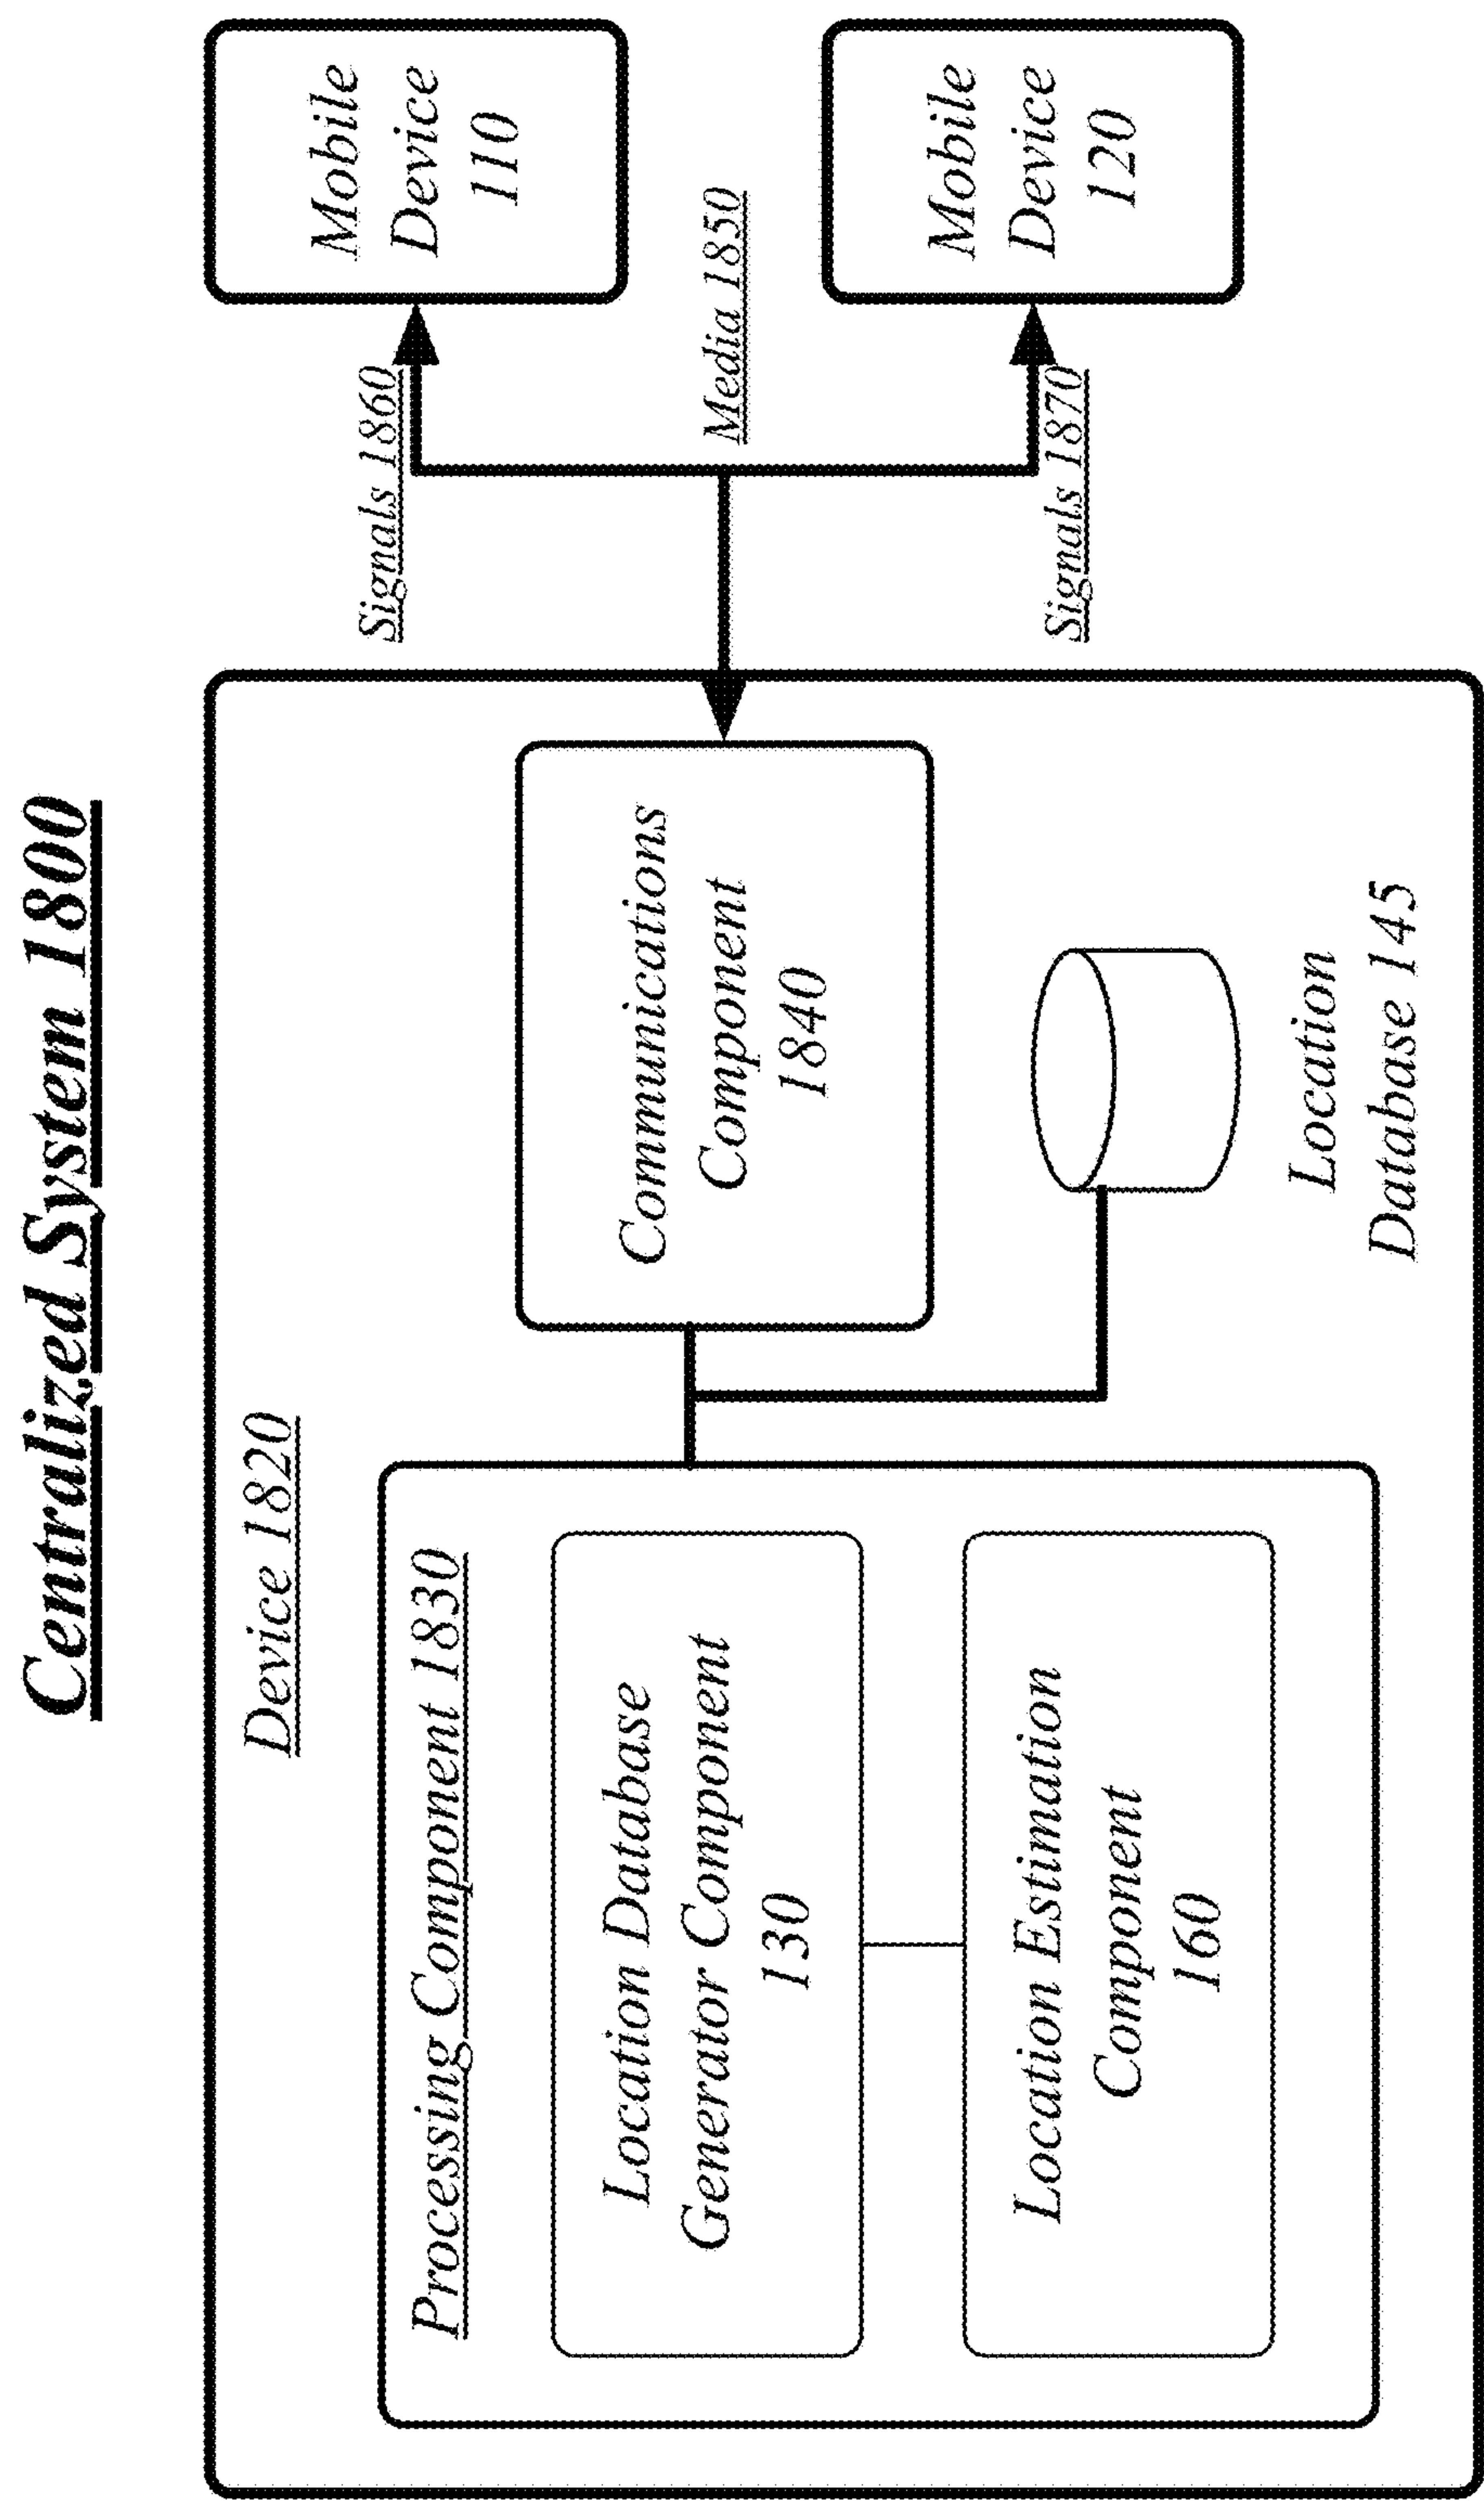 Centralized System 1800
Device 1820
Processing Component 1830
Location Database
Generator Component
130
Location Estimation
Component
160
Communications
Component
1840
Location
Database 145
Signals 1860
Media 1850
Signals 1870
Mobile
Device
110
Mobile
Device
120